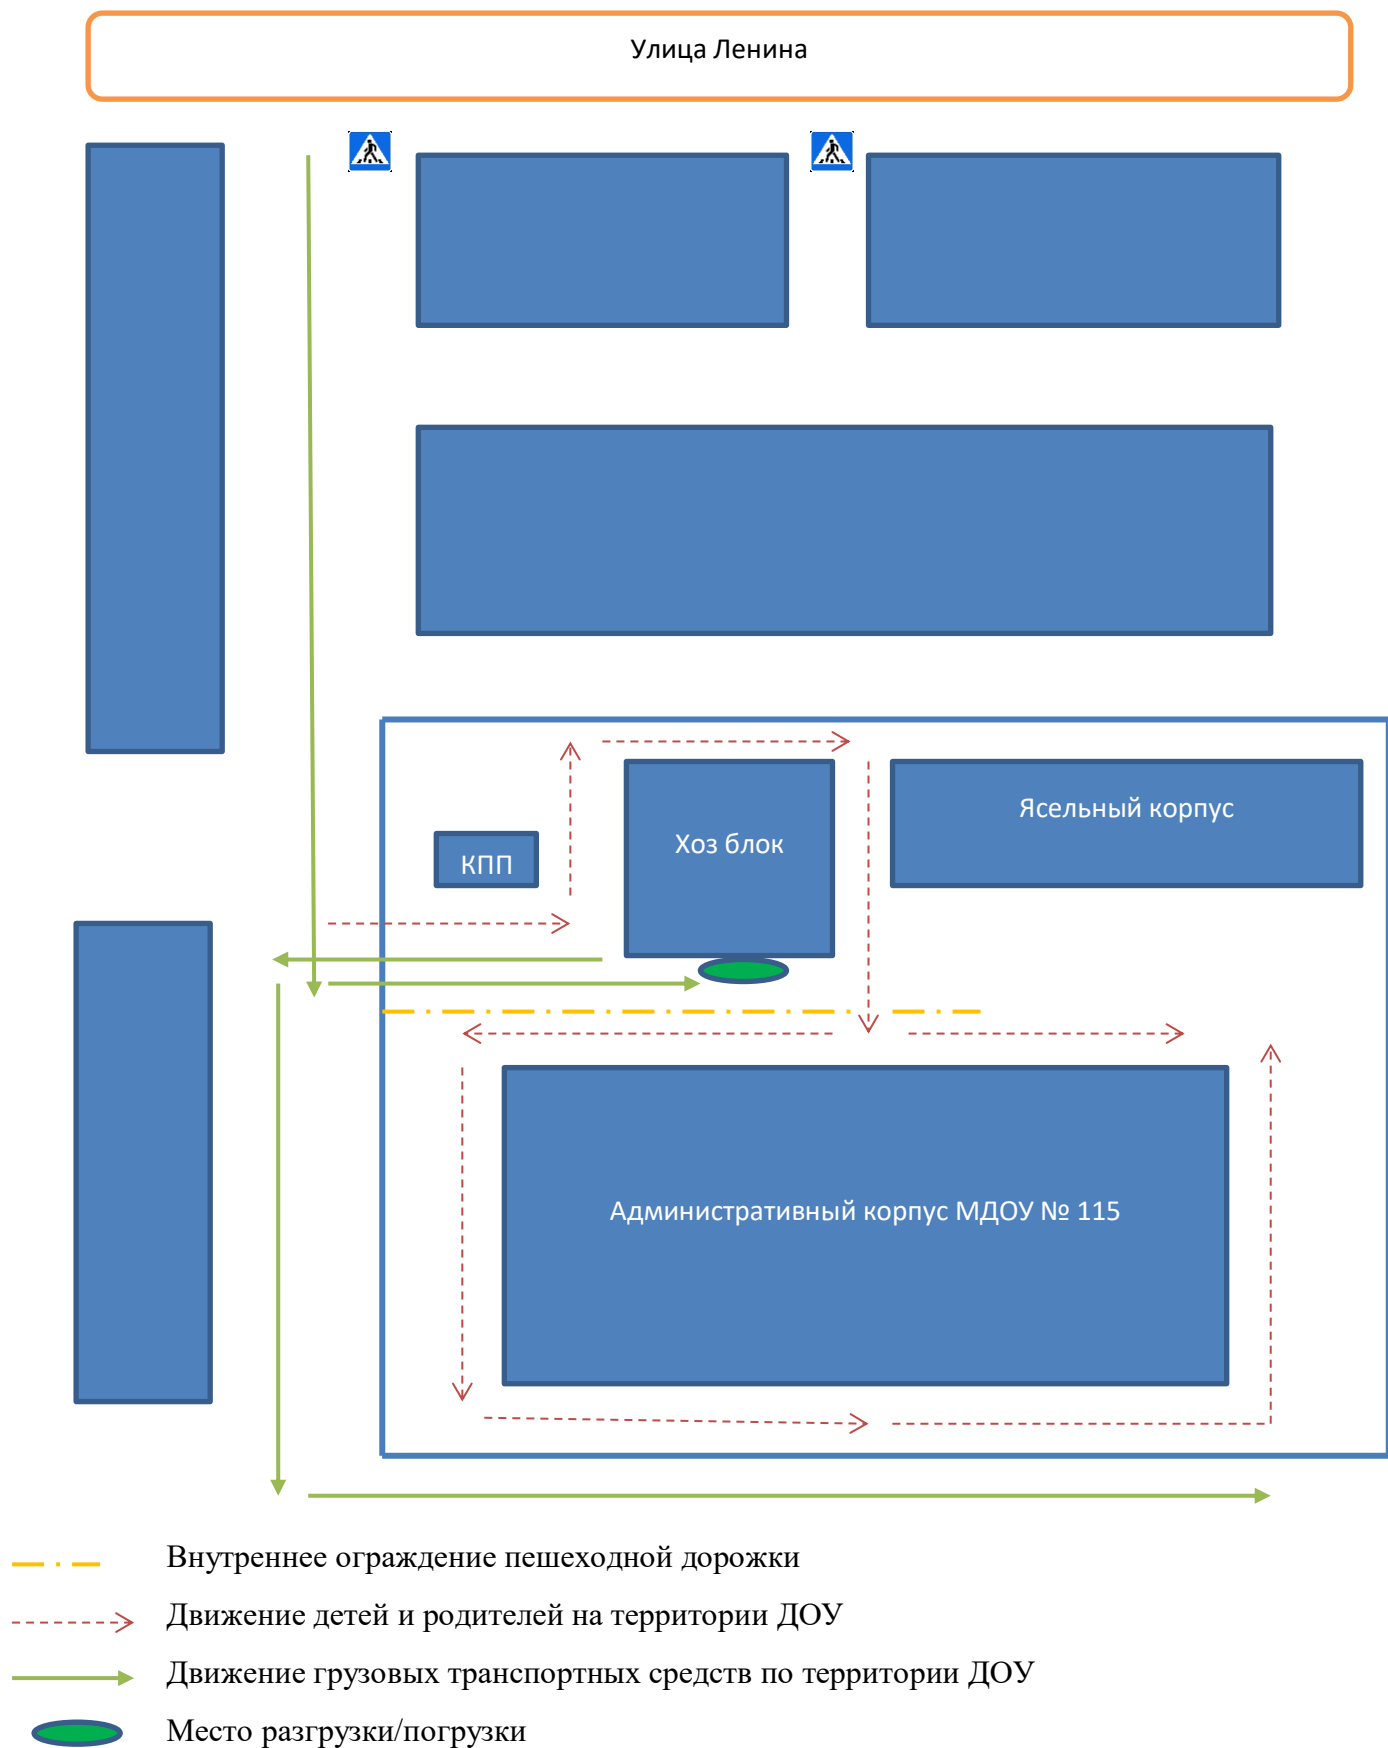 Улица Ленина
Ясельный корпус
Хоз блок
КПП
Административный корпус МДОУ № 115
Внутреннее ограждение пешеходной дорожки
Движение детей и родителей на территории ДОУ
Движение грузовых транспортных средств по территории ДОУ
Место разгрузки/погрузки